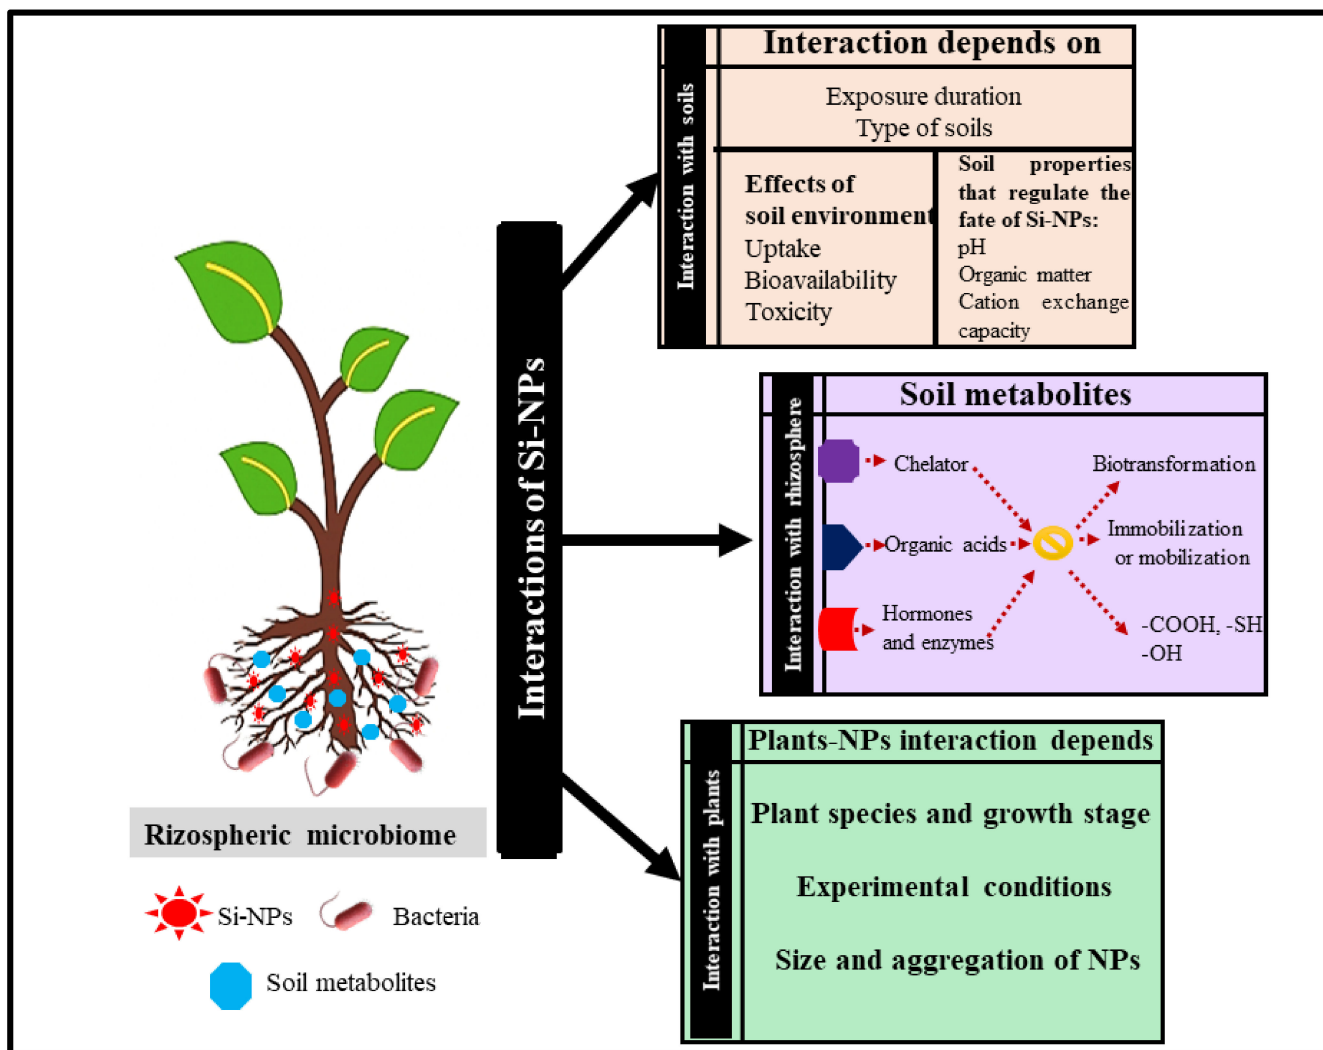 Rizospheric microbiome
Si-NPs
Bacteria
Soil metabolites
Interactions of Si-NPs
Interaction with soils
Interaction depends on
Exposure duration
Type of soils
Effects of
soil environment
Uptake
Bioavailability
Toxicity
Soil properties
that regulate the
fate of Si-NPs:
pH
Organic matter
Cation exchange
capacity
Interaction with rhizosphere
Soil metabolites
Chelator
Organic acids
Hormones
and enzymes
Biotransformation
Immobilization
or mobilization
-COOH, -SH
-OH
Interaction with plants
Plants-NPs interaction depends
Plant species and growth stage
Experimental conditions
Size and aggregation of NPs